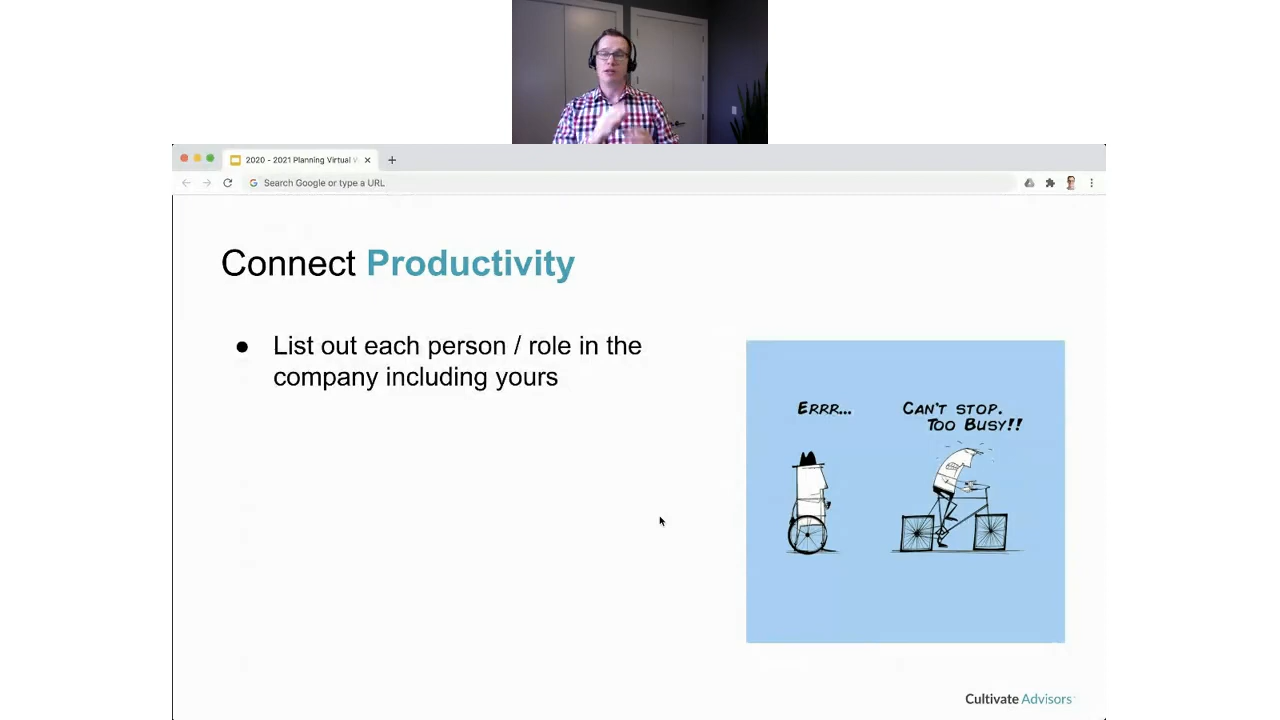 2020 - 2021 Planning Virtual
Search Google or type a URL
Connect Productivity
● List out each person / role in the
company including yours
ERRR...
CAN'T STOP.
TOO BUSY!!
Cultivate Advisors